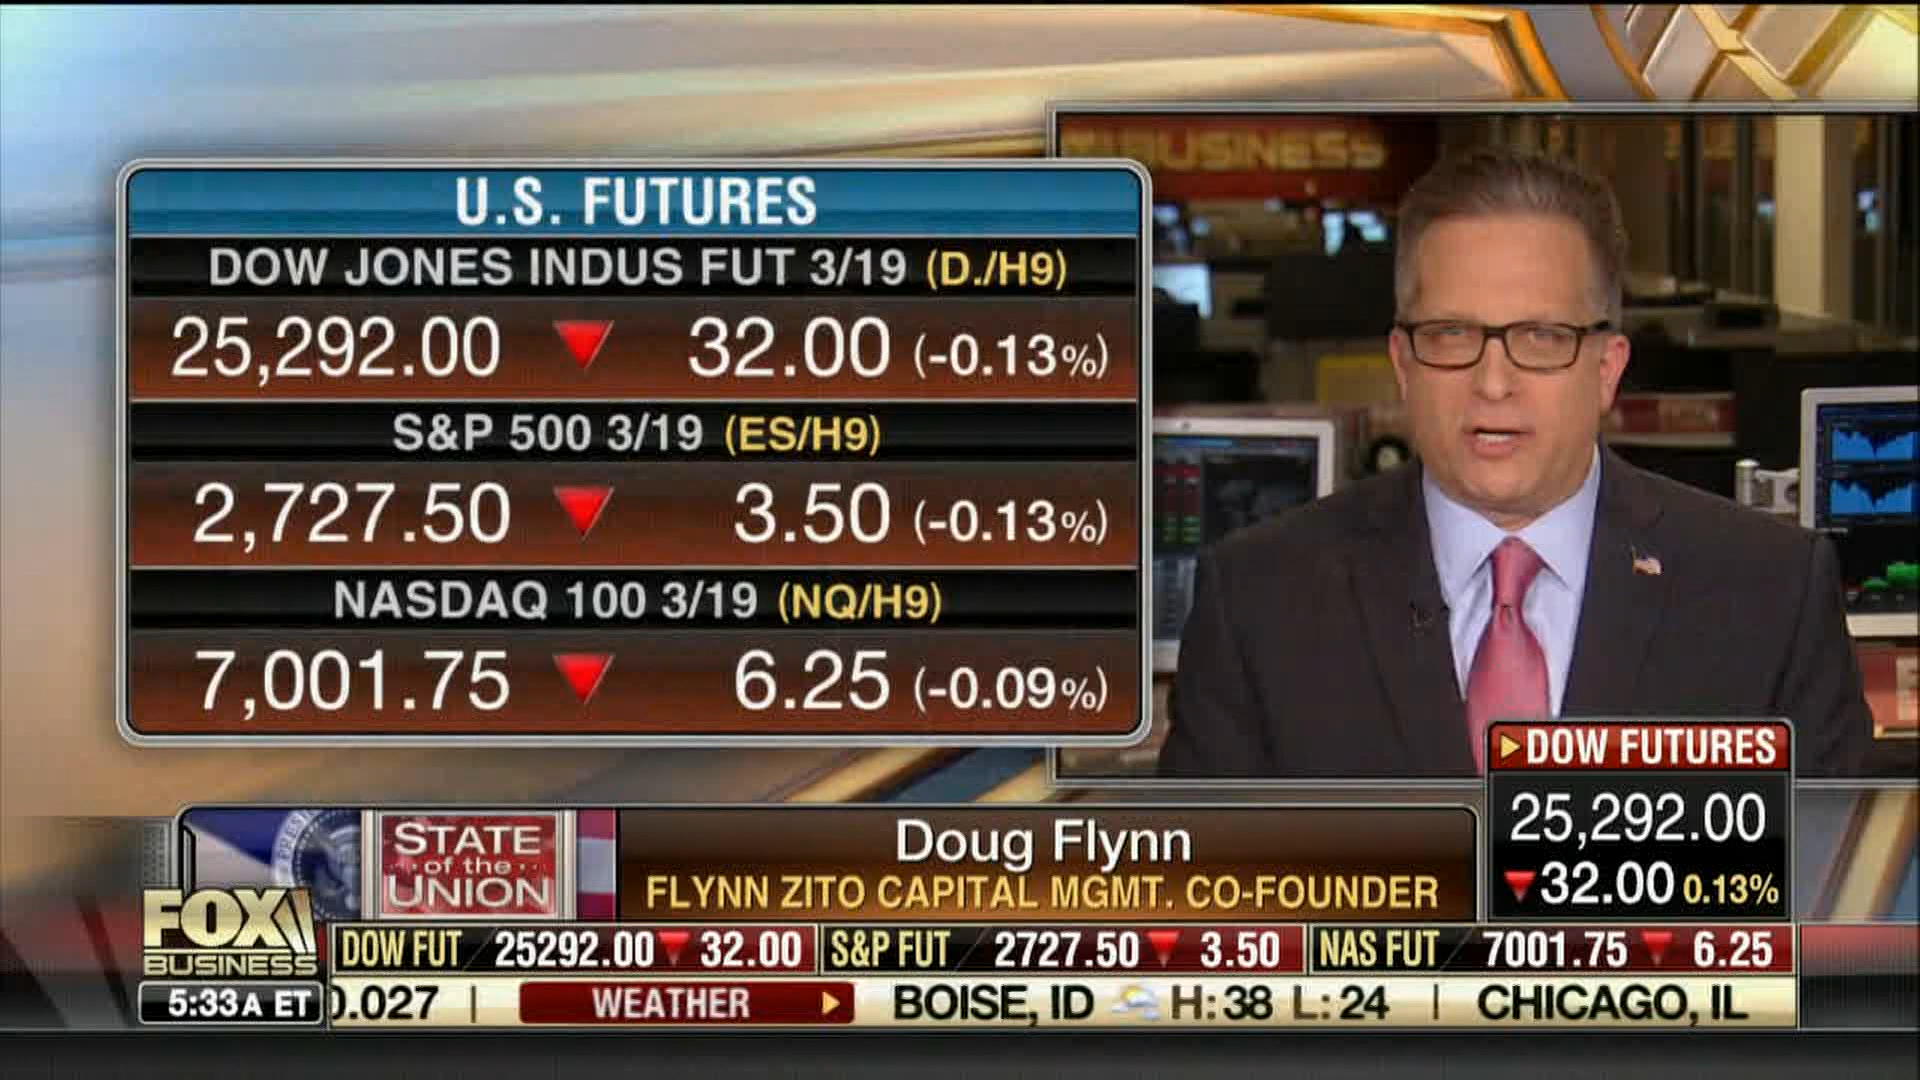 BUSINESS
U.S. FUTURES
DOW JONES INDUS FUT 3/19 (D./H9)
25,292.00 ▼ 32.00 (-0.13%)
S&P 500 3/19 (ES/H9)
2,727.50 ▼ 3.50 (-0.13%)
NASDAQ 100 3/19 (NQ/H9)
7,001.75 ▼ 6.25 (-0.09%)
DOW FUTURES
25,292.00
▼32.00 0.13%
STATE
of the
UNION
Doug Flynn
FLYNN ZITO CAPITAL MGMT. CO-FOUNDER
FOX
BUSINESS
DOW FUT 25292.00 ▼ 32.00 S&P FUT 2727.50 ▼ 3.50 NAS FUT 7001.75 ▼ 6.25
5:33A ET
0.027 | WEATHER BOISE, ID H:38 L:24 | CHICAGO, IL